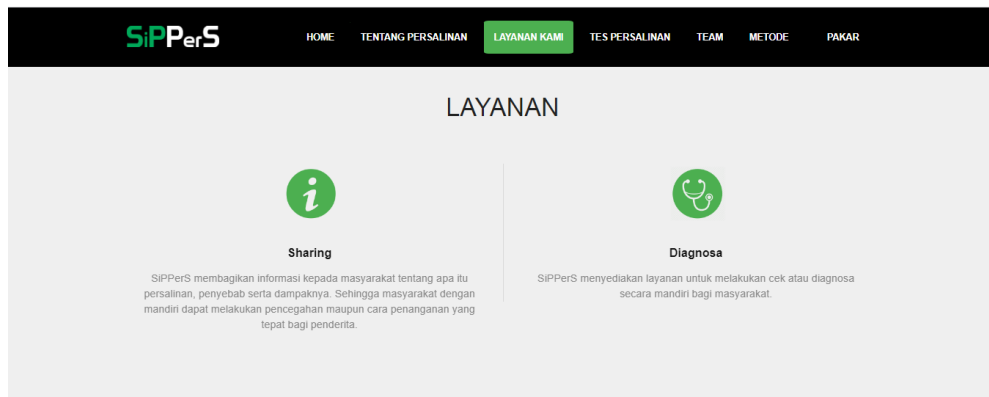 SiPPerS HOME TENTANG PERSALINAN LAYANAN KAMI TES PERSALINAN TEAM METODE PAKAR
LAYANAN
i
Sharing
SiPPerS membagikan informasi kepada masyarakat tentang apa itu
persalinan, penyebab serta dampaknya. Sehingga masyarakat dengan
mandiri dapat melakukan pencegahan maupun cara penanganan yang
tepat bagi penderita.
Diagnosa
SiPPerS menyediakan layanan untuk melakukan cek atau diagnosa
secara mandiri bagi masyarakat.